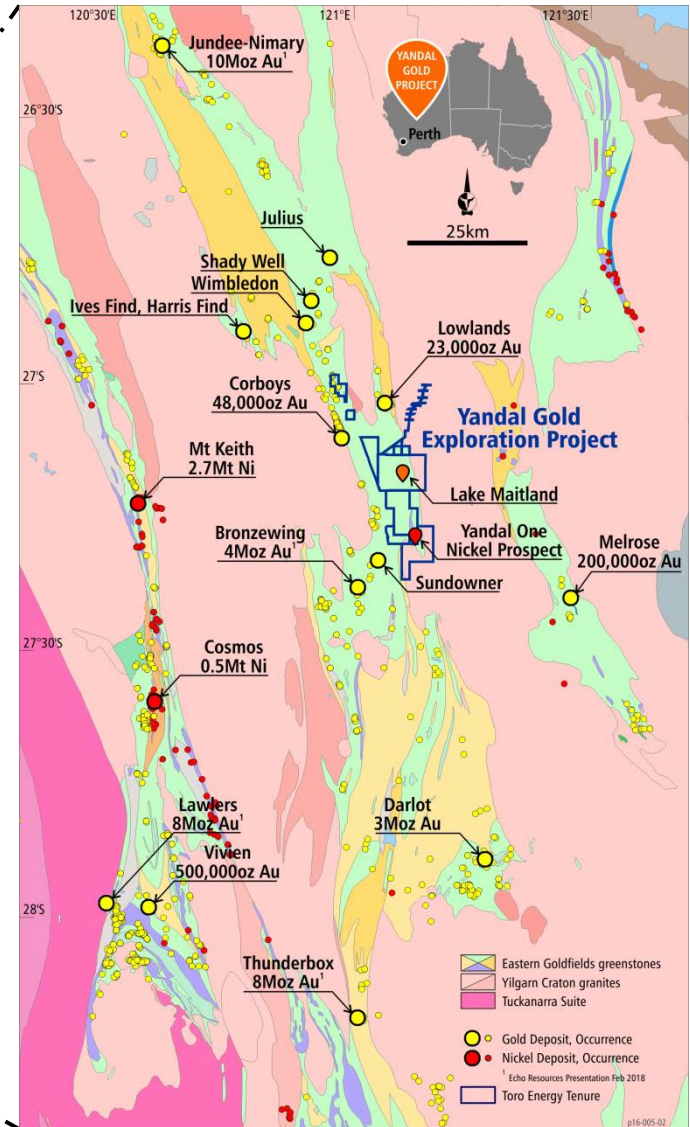 120°30'S
121°E
121°30'S
Jundee-Nimary
10Moz Au¹
YANDAL
GOLD
PROJECT
Perth
26°30'S
25km
Julius
Shady Well
Wimbledon
Ives Find, Harris Find
Lowlands
23,000oz Au
27°S
Corboys
48,000oz Au
Yandal Gold
Exploration Project
Mt Keith
2.7Mt Ni
Lake Maitland
Bronzewing
4Moz Au¹
Yandal One
Nickel Prospect
Sundowner
Melrose
200,000oz Au
27°30'S
Cosmos
0.5Mt Ni
Lawlers
8Moz Au¹
Vivien
500,000oz Au
Darlot
3Moz Au
28°S
Thunderbox
8Moz Au¹
Eastern Goldfields greenstones
Yilgarn Craton granites
Tuckanarra Suite
Gold Deposit, Occurrence
Nickel Deposit, Occurrence
¹ Echo Resources Presentation Feb 2018
Toro Energy Tenure
p16-005-02